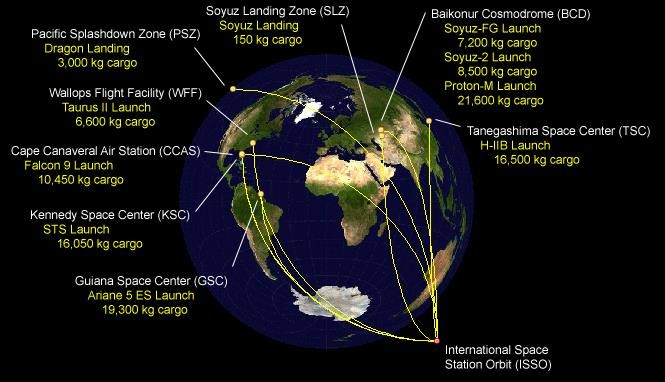 Soyuz Landing Zone (SLZ)
Soyuz Landing
150 kg cargo
Baikonur Cosmodrome (BCD)
Soyuz-FG Launch
7,200 kg cargo
Soyuz-2 Launch
8,500 kg cargo
Proton-M Launch
21,600 kg cargo
Pacific Splashdown Zone (PSZ)
Dragon Landing
3,000 kg cargo
Wallops Flight Facility (WFF)
Taurus II Launch
6,600 kg cargo
Tanegashima Space Center (TSC)
H-IIB Launch
16,500 kg cargo
Cape Canaveral Air Station (CCAS)
Falcon 9 Launch
10,450 kg cargo
Kennedy Space Center (KSC)
STS Launch
16,050 kg cargo
Guiana Space Center (GSC)
Ariane 5 ES Launch
19,300 kg cargo
International Space
Station Orbit (ISSO)